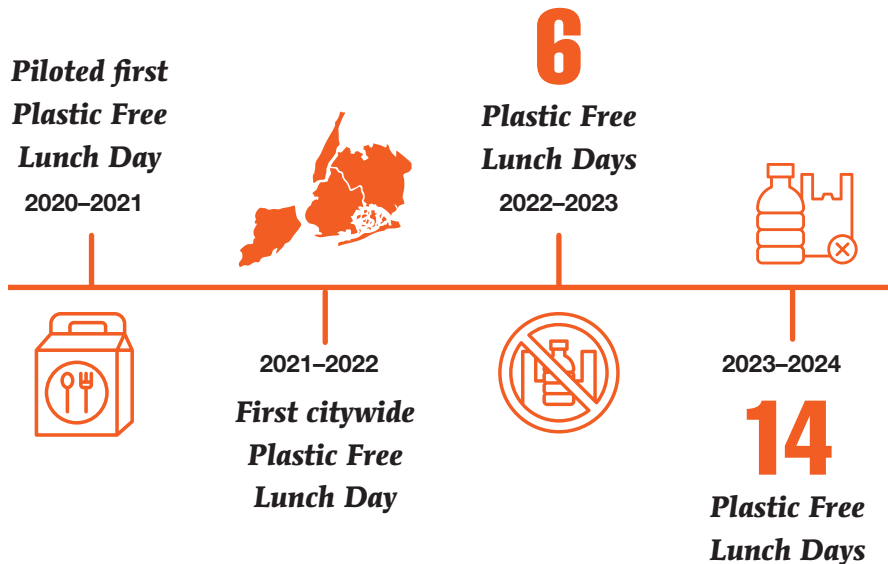 Piloted first
Plastic Free
Lunch Day
2020–2021
2021–2022
First citywide
Plastic Free
Lunch Day
6
Plastic Free
Lunch Days
2022–2023
2023–2024
14
Plastic Free
Lunch Days